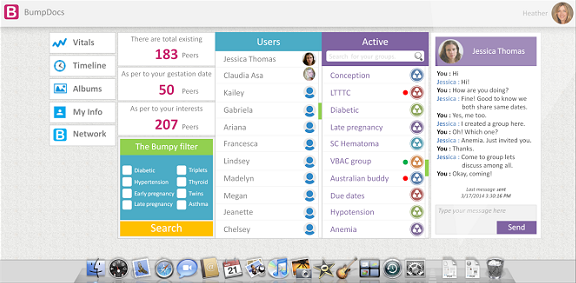 B BumpDocs
Heather
Vitals
Timeline
Albums
My Info
B Network
There are total existing
183 Peers
As per to your gestation date
50 Peers
As per to your interests
207 Peers
The Bumpy filter
Diabetic
Triplets
Hypertension
Thyroid
Early pregnancy
Twins
Late pregnancy
Asthma
Search
Users
Jessica Thomas
Claudia Asa
Kailey
Gabriela
Ariana
Francesca
Lindsey
Madelyn
Megan
Jeanette
Chelsey
Active
Search for your groups
Conception
LTTTC
Diabetic
Late pregnancy
SC Hematoma
VBAC group
Australian buddy
Due dates
Hypotension
Anemia
Jessica Thomas
You : Hi
Jessica : Hi!
You : How are you doing?
Jessica : Fine! Good to know we
both share same dates.
You : Yes, me too.
Jessica : I created a group here.
You : Oh! Which one?
Jessica : Anemia. Just invited you.
You : Thanks.
Jessica : Come to group lets
discuss among all.
You : Okay, coming!
Last message sent
3/17/2014 3:30:16 PM
Type your message here
Send
21